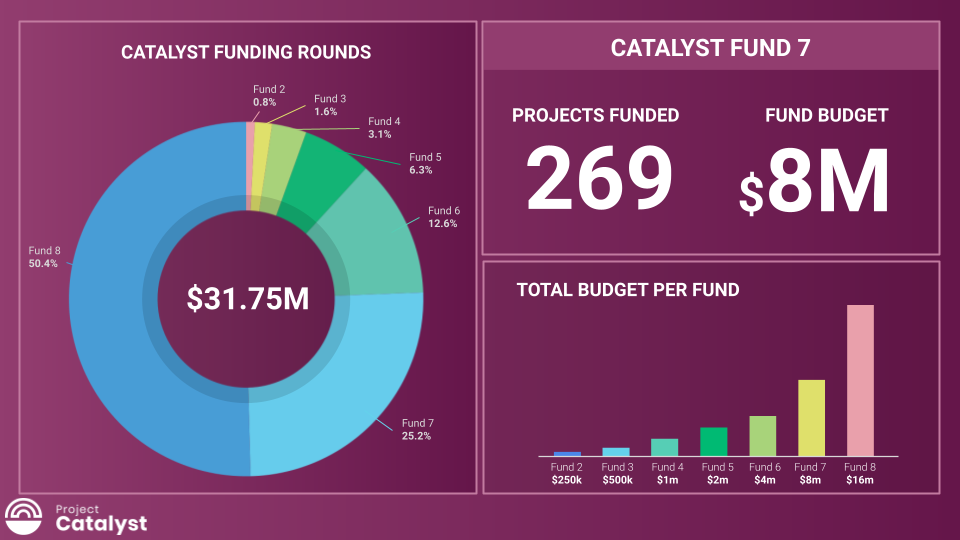 CATALYST FUNDING ROUNDS
Fund 2
0.8%
Fund 3
1.6%
Fund 4
3.1%
Fund 5
6.3%
Fund 6
12.6%
Fund 8
50.4%
$31.75M
Fund 7
25.2%
CATALYST FUND 7
PROJECTS FUNDED
269
FUND BUDGET
$8M
TOTAL BUDGET PER FUND
Fund 2 Fund 3 Fund 4 Fund 5 Fund 6 Fund 7 Fund 8
$250k $500k $1m $2m $4m $8m $16m
Project
Catalyst